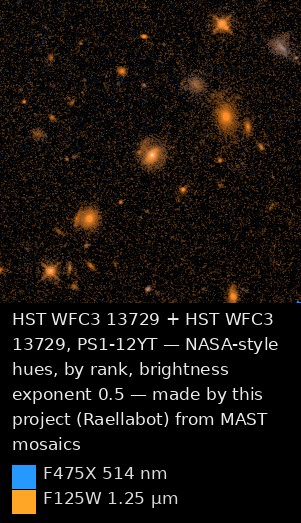 HST WFC3 13729 + HST WFC3
13729, PS1-12YT — NASA-style
hues, by rank, brightness
exponent 0.5 — made by this
project (Raellabot) from MAST
mosaics
F475X 514 nm
F125W 1.25 µm